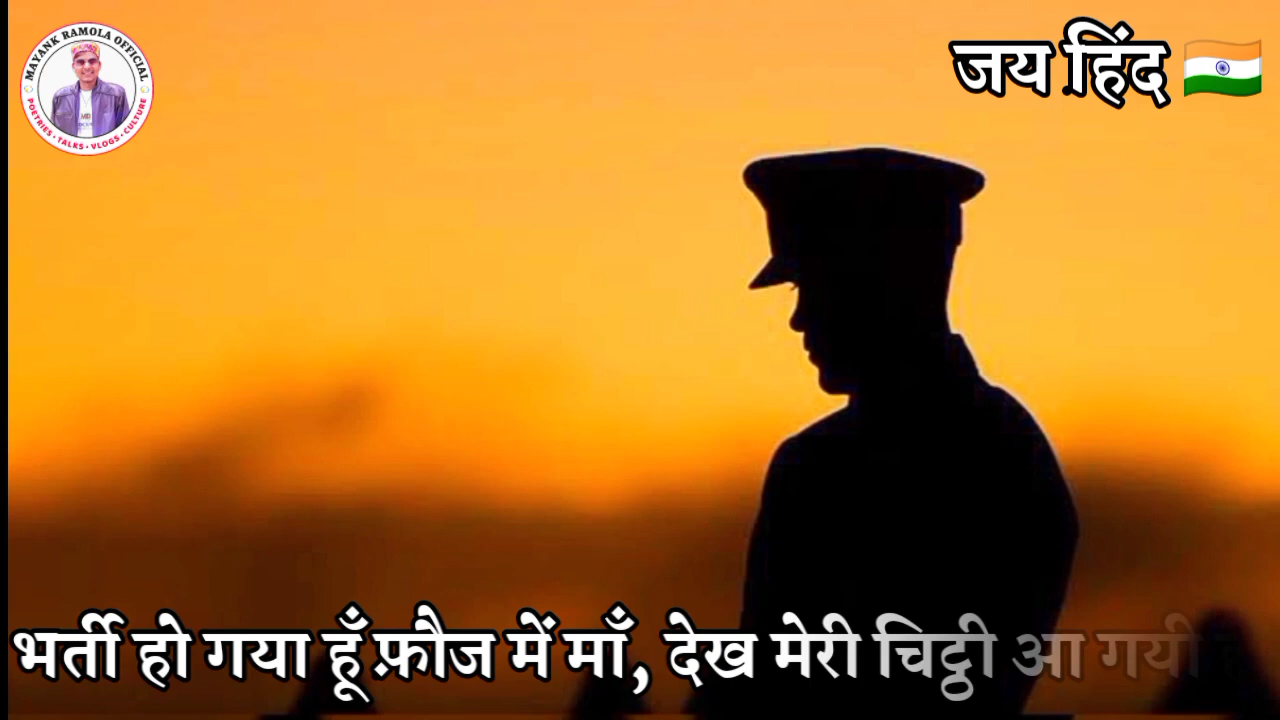 MAYANK RAMOLA OFFICIAL
POETRIES • TALKS • VLOGS • CULTURE
जय हिंद 🇮🇳
भर्ती हो गया हूँ फ़ौज में माँ, देख मेरी चिट्ठी आ गयी